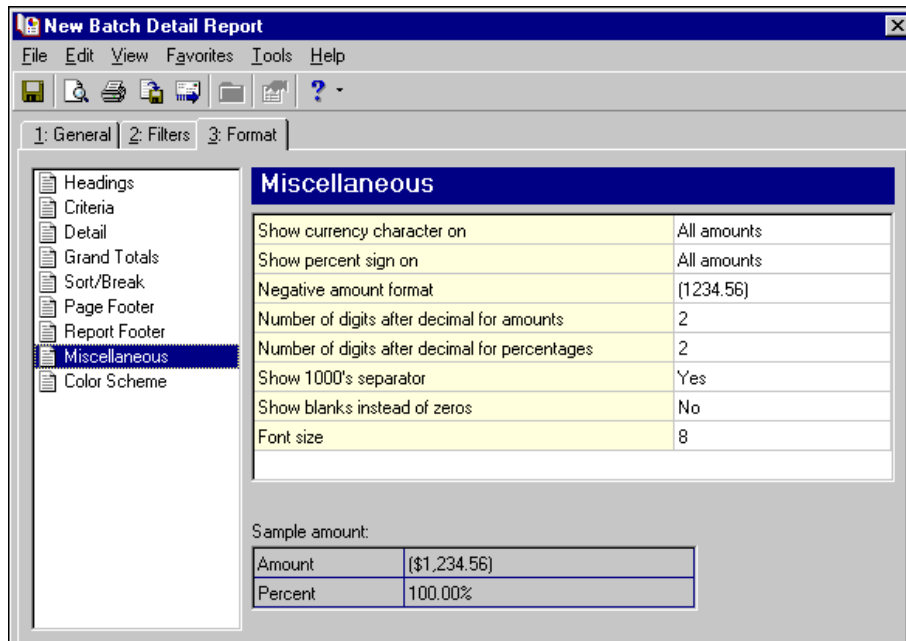 New Batch Detail Report
File Edit View Favorites Tools Help
1: General 2: Filters 3: Format
Headings
Criteria
Detail
Grand Totals
Sort/Break
Page Footer
Report Footer
Miscellaneous
Color Scheme
Miscellaneous
Show currency character on All amounts
Show percent sign on All amounts
Negative amount format (1234.56)
Number of digits after decimal for amounts 2
Number of digits after decimal for percentages 2
Show 1000's separator Yes
Show blanks instead of zeros No
Font size 8
Sample amount:
Amount ($1,234.56)
Percent 100.00%